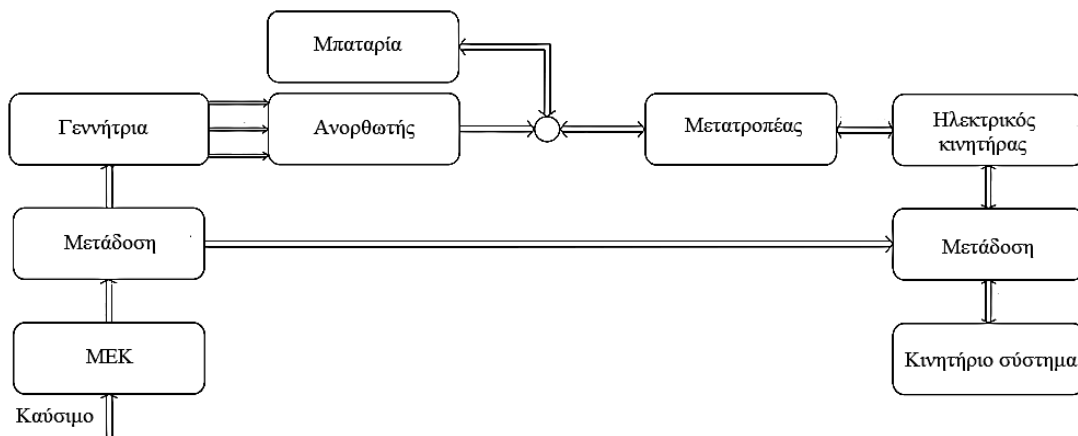 Μπαταρία
Γεννήτρια
Ανορθωτής
Μετατροπέας
Ηλεκτρικός
κινητήρας
Μετάδοση
Μετάδοση
ΜΕΚ
Κινητήριο σύστημα
Καύσιμο